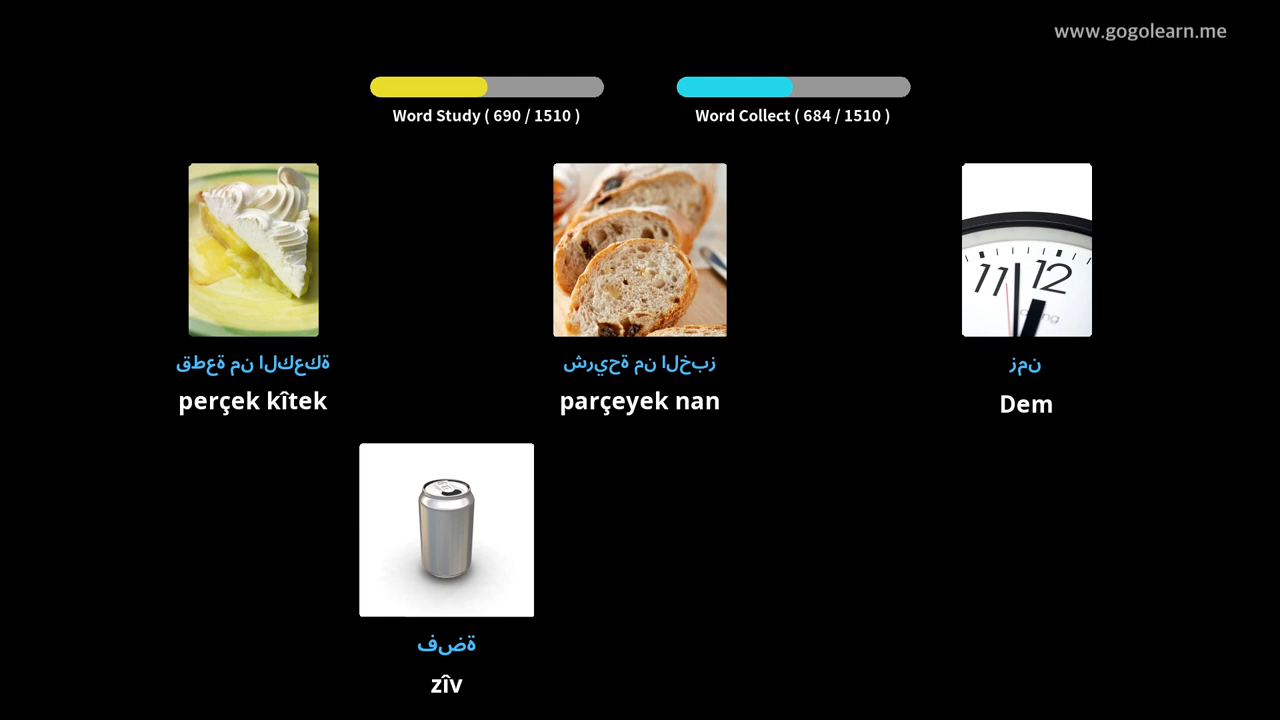 www.gogolearn.me
Word Study ( 690 / 1510 )
Word Collect ( 684 / 1510 )
قطعة من الكعكة
perçek kîtek
شريحة من الخبز
parçeyek nan
زمن
Dem
فضة
zîv